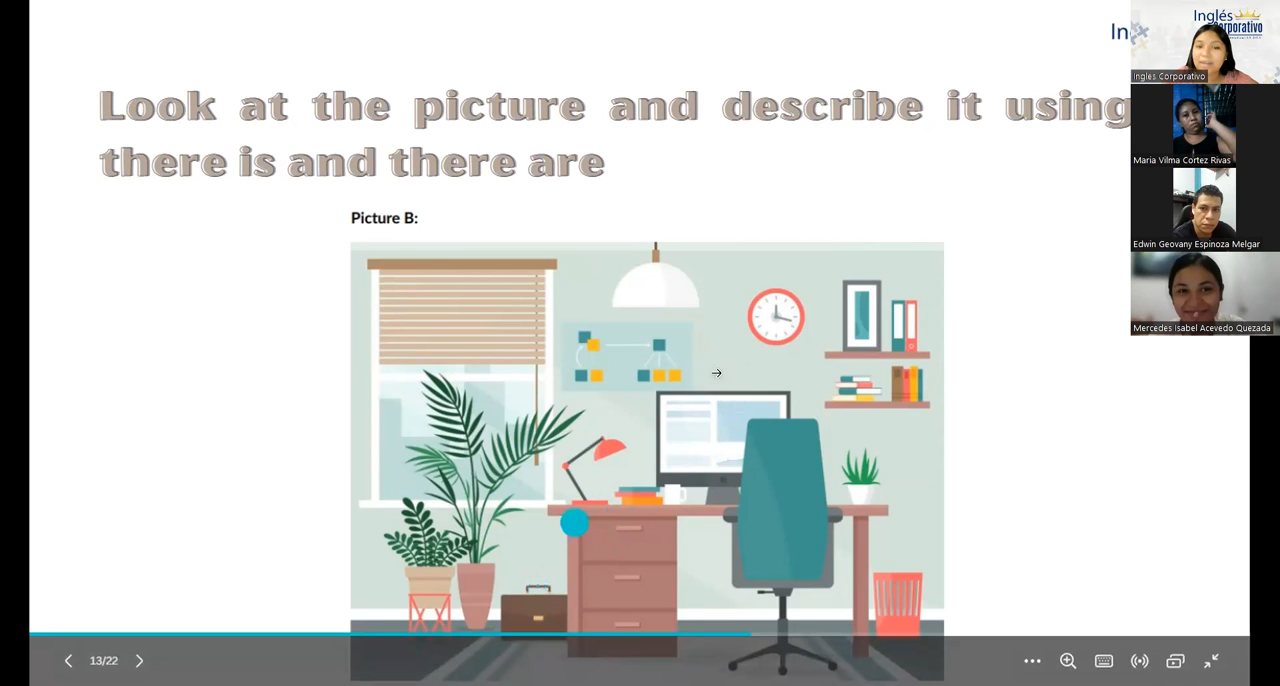 Look at the picture and describe it using
there is and there are
Picture B:
13/22
In
Inglés
Corporativo
Ingles Corporativo
Maria Vilma Cortez Rivas
Edwin Geovany Espinoza Melgar
Mercedes Isabel Acevedo Quezada